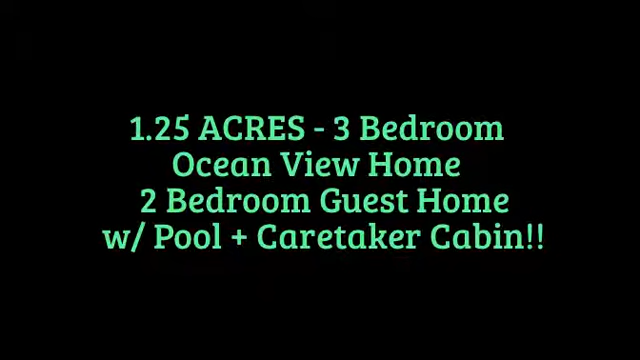 1.25 ACRES - 3 Bedroom
Ocean View Home
2 Bedroom Guest Home
w/ Pool + Caretaker Cabin!!